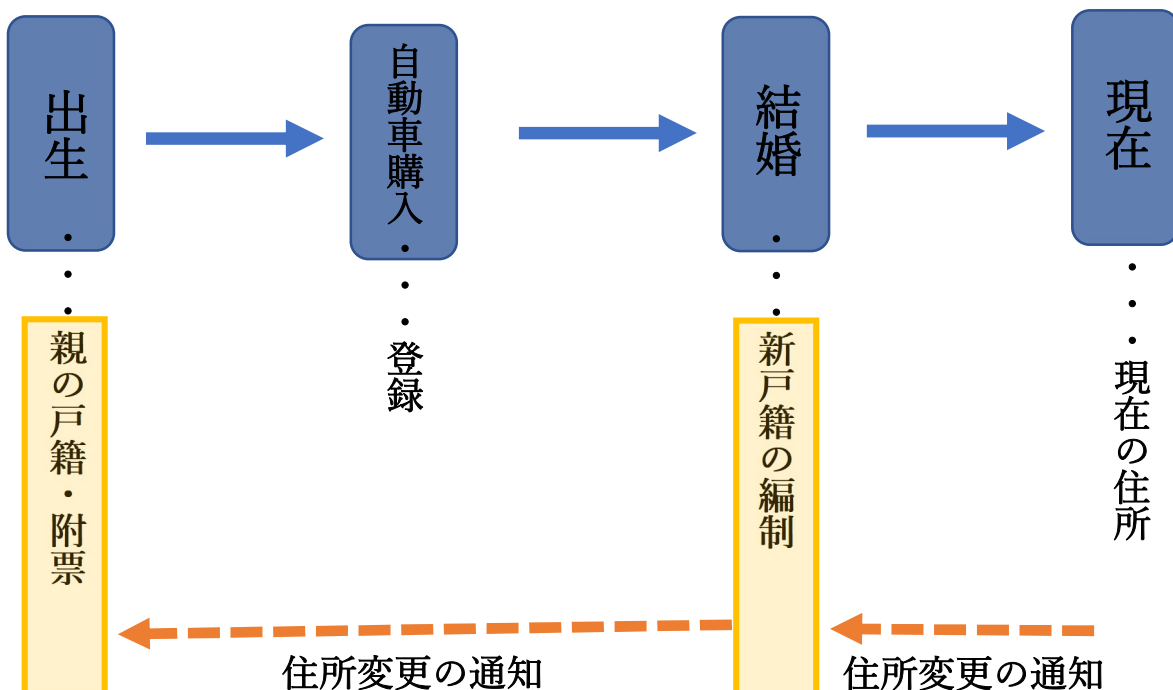 出生・・・
親の戸籍・附票
自動車購入・・・登録
結婚・・・
新戸籍の編制
現在・・・現在の住所
住所変更の通知
住所変更の通知